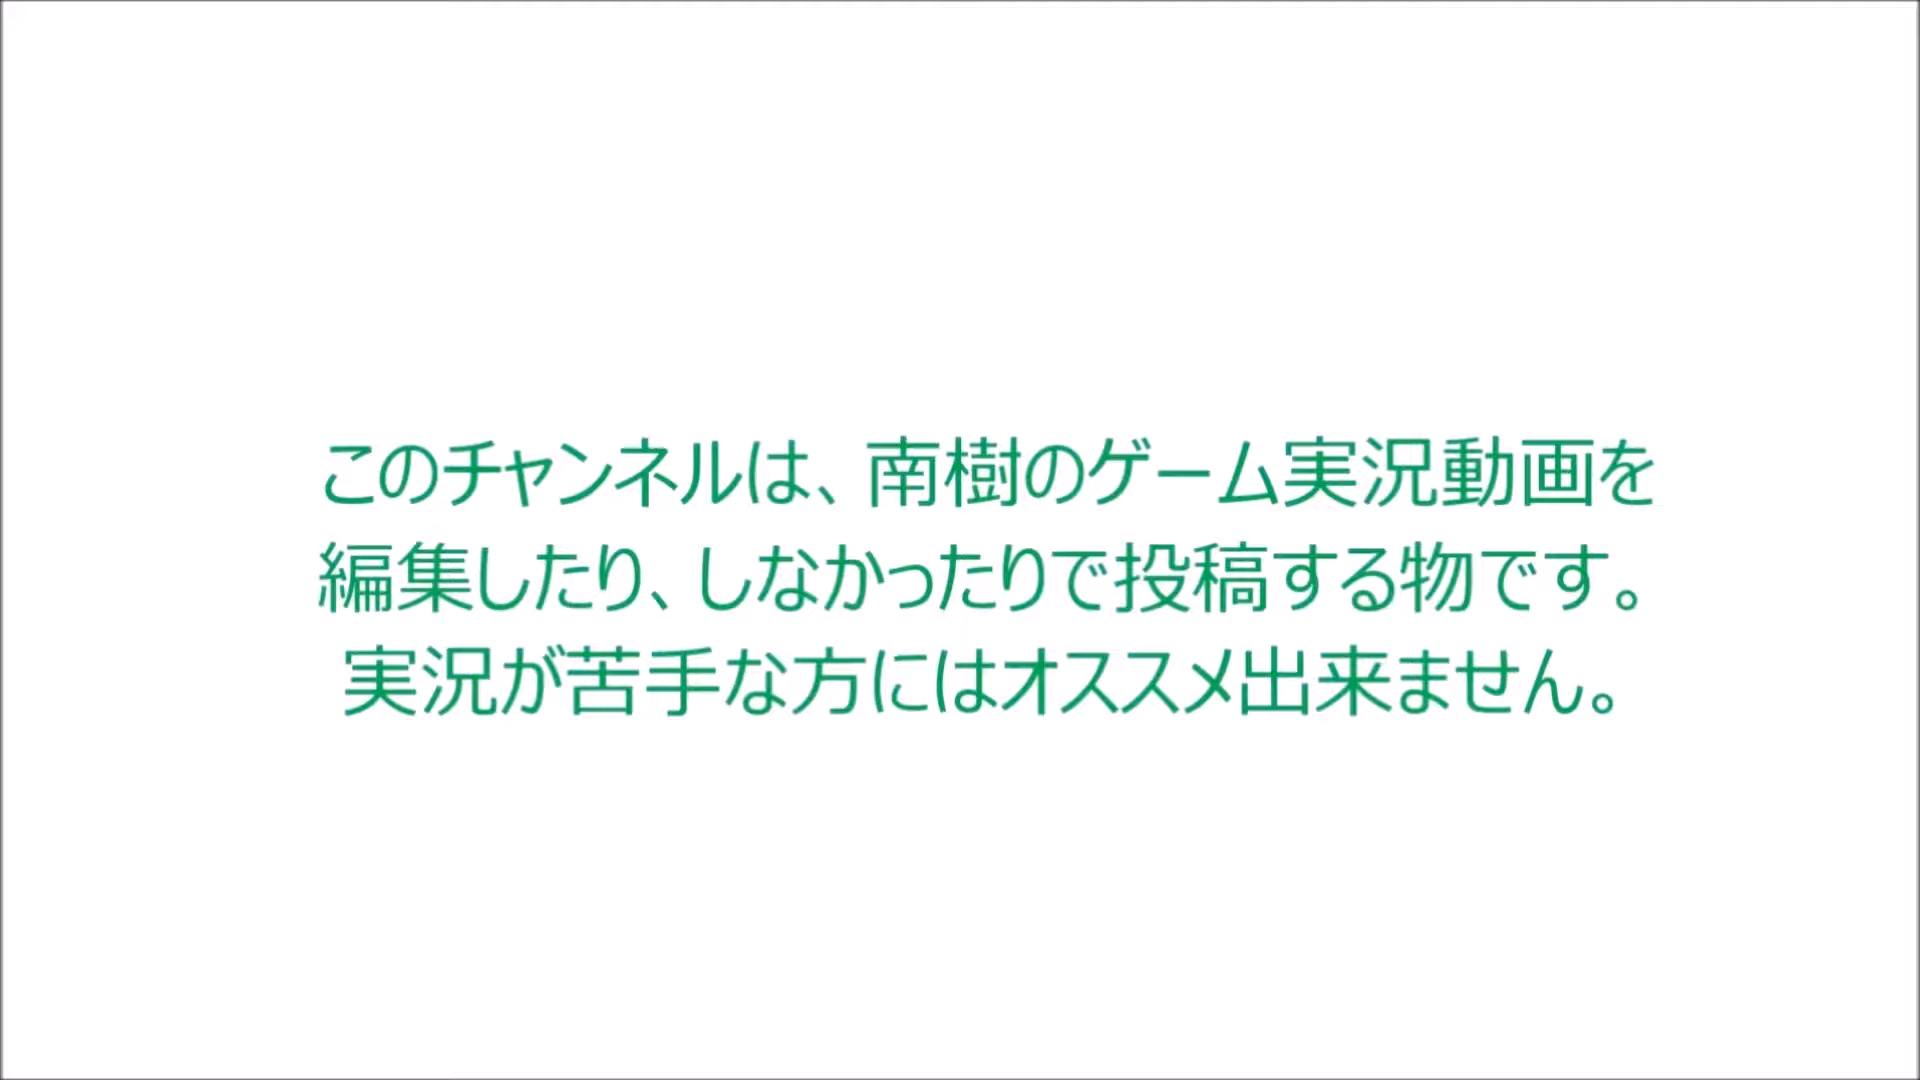 このチャンネルは、南樹のゲーム実況動画を
編集したり、しなかったりで投稿する物です。
実況が苦手な方にはオススメ出来ません。